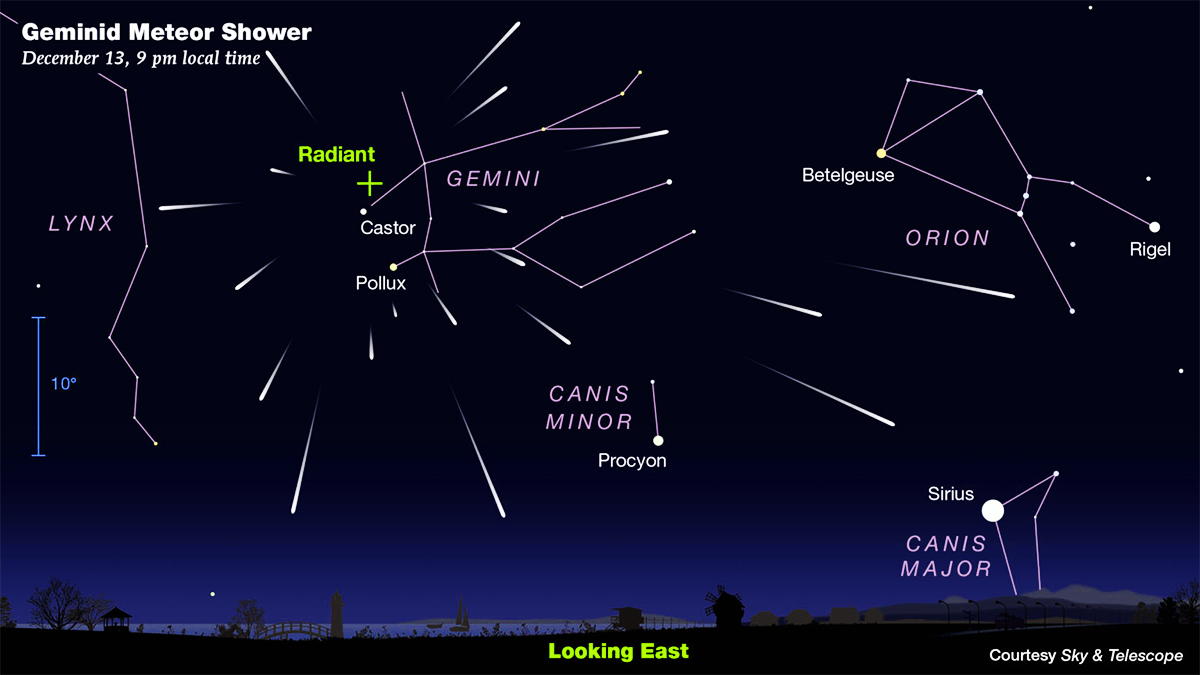 Geminid Meteor Shower
December 13, 9 pm local time
Radiant
GEMINI
Betelgeuse
LYNX
Castor
ORION
Rigel
Pollux
10°
CANIS
MINOR
Procyon
Sirius
CANIS
MAJOR
Looking East
Courtesy Sky & Telescope